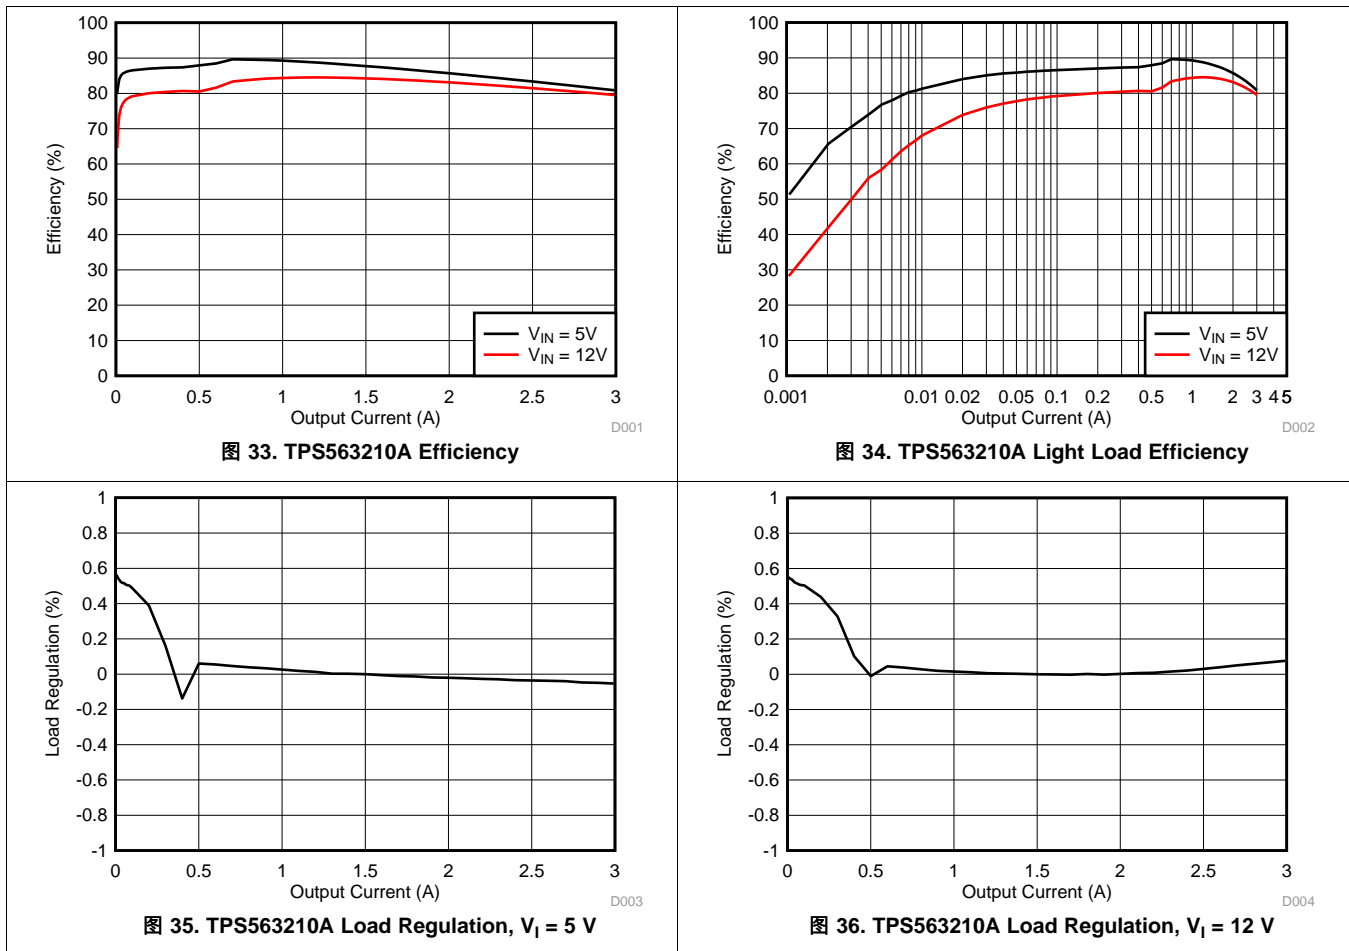 100
90
80
70
60
50
40
30
20
10
0
Efficiency (%)
V_IN = 5V
V_IN = 12V
0 0.5 1 1.5 2 2.5 3
Output Current (A)
D001
图 33. TPS563210A Efficiency
100
90
80
70
60
50
40
30
20
10
0
Efficiency (%)
V_IN = 5V
V_IN = 12V
0.001 0.01 0.02 0.05 0.1 0.2 0.5 1 2 3 4 5
Output Current (A)
D002
图 34. TPS563210A Light Load Efficiency
1
0.8
0.6
0.4
0.2
0
-0.2
-0.4
-0.6
-0.8
-1
Load Regulation (%)
0 0.5 1 1.5 2 2.5 3
Output Current (A)
D003
图 35. TPS563210A Load Regulation, V_I = 5 V
1
0.8
0.6
0.4
0.2
0
-0.2
-0.4
-0.6
-0.8
-1
Load Regulation (%)
0 0.5 1 1.5 2 2.5 3
Output Current (A)
D004
图 36. TPS563210A Load Regulation, V_I = 12 V